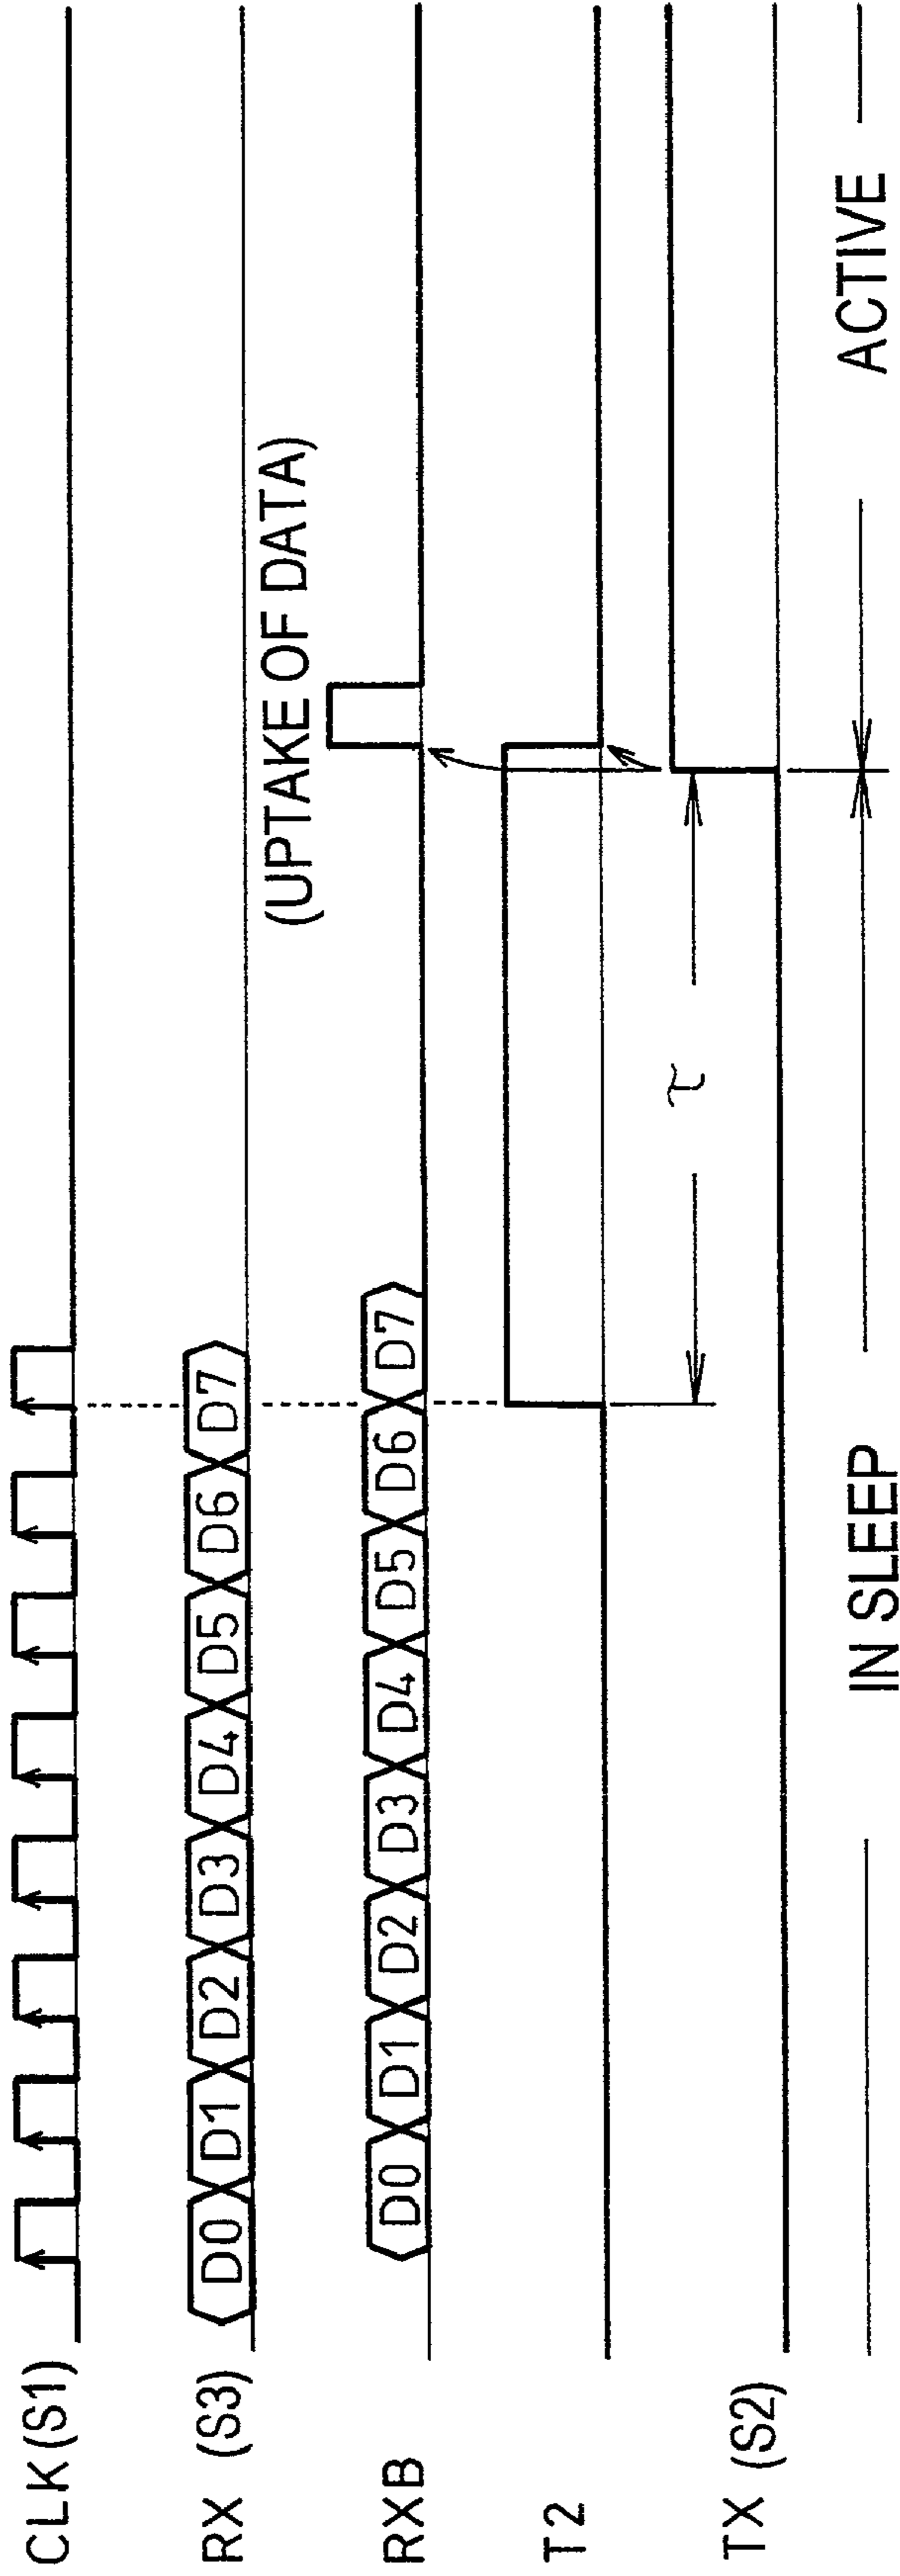 CLK (S1)
RX (S3) D0 D1 D2 D3 D4 D5 D6 D7
(UPTAKE OF DATA)
RXB D0 D1 D2 D3 D4 D5 D6 D7
T2
τ
TX (S2)
IN SLEEP ACTIVE